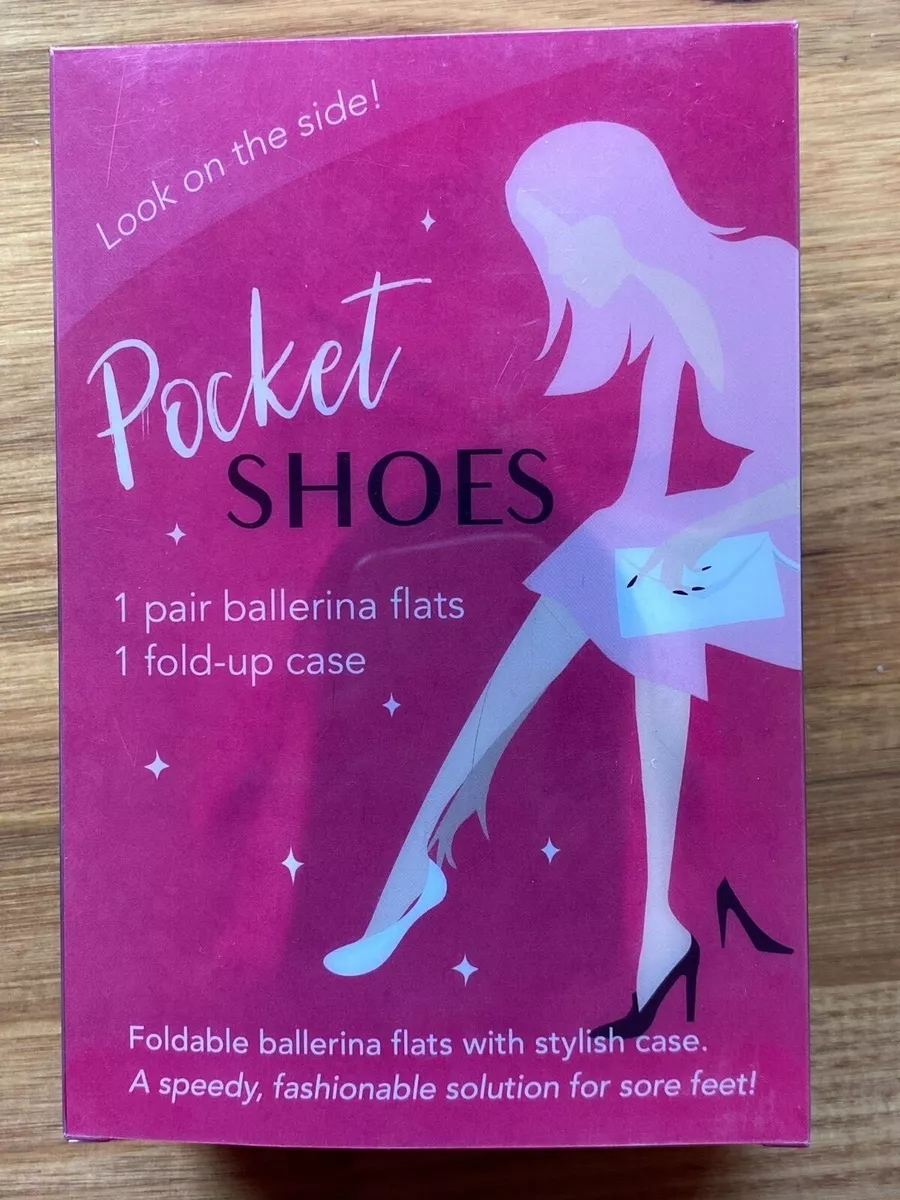 Look on the side!
Pocket
SHOES
1 pair ballerina flats
1 fold-up case
Foldable ballerina flats with stylish case.
A speedy, fashionable solution for sore feet!